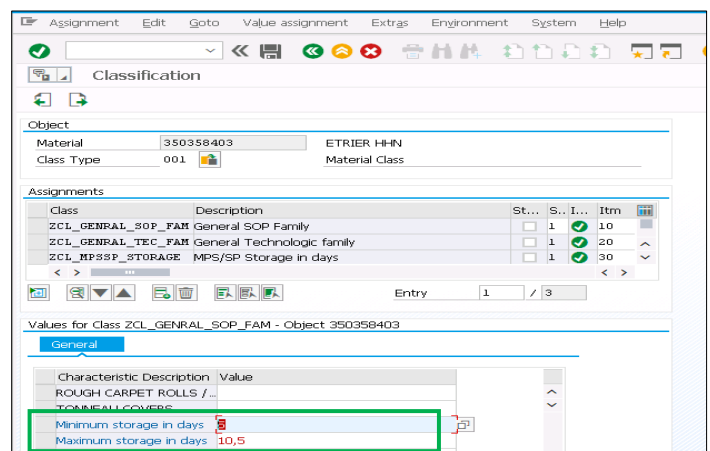 Assignment Edit Goto Value assignment Extras Environment System Help
Classification
Object
Material 350358403 ETRIER HHN
Class Type 001 Material Class
Assignments
Class Description St... S.. I... Itm
ZCL_GENRAL_SOP_FAM General SOP Family 1 10
ZCL_GENRAL_TEC_FAM General Technologic family 1 20
ZCL_MPSSP_STORAGE MPS/SP Storage in days 1 30
Entry 1 / 3
Values for Class ZCL_GENRAL_SOP_FAM - Object 350358403
General
Characteristic Description Value
ROUGH CARPET ROLLS /...
TONNEAU COVERS
Minimum storage in days
Maximum storage in days 10,5